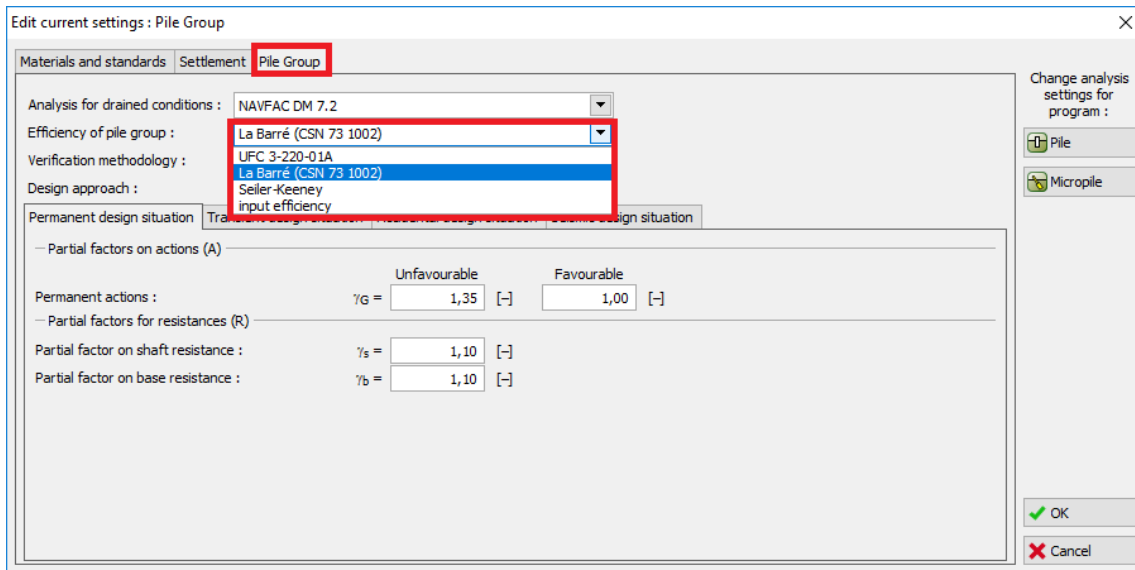 Edit current settings : Pile Group
Materials and standards Settlement Pile Group
Analysis for drained conditions : NAVFAC DM 7.2
Efficiency of pile group : La Barré (CSN 73 1002)
Verification methodology : UFC 3-220-01A
La Barré (CSN 73 1002)
Design approach : Seiler-Keeney
input efficiency
Permanent design situation design situation
Partial factors on actions (A)
Unfavourable Favourable
Permanent actions : γG = 1,35 [–] 1,00 [–]
Partial factors for resistances (R)
Partial factor on shaft resistance : γs = 1,10 [–]
Partial factor on base resistance : γb = 1,10 [–]
Change analysis
settings for
program :
Pile
Micropile
OK
Cancel